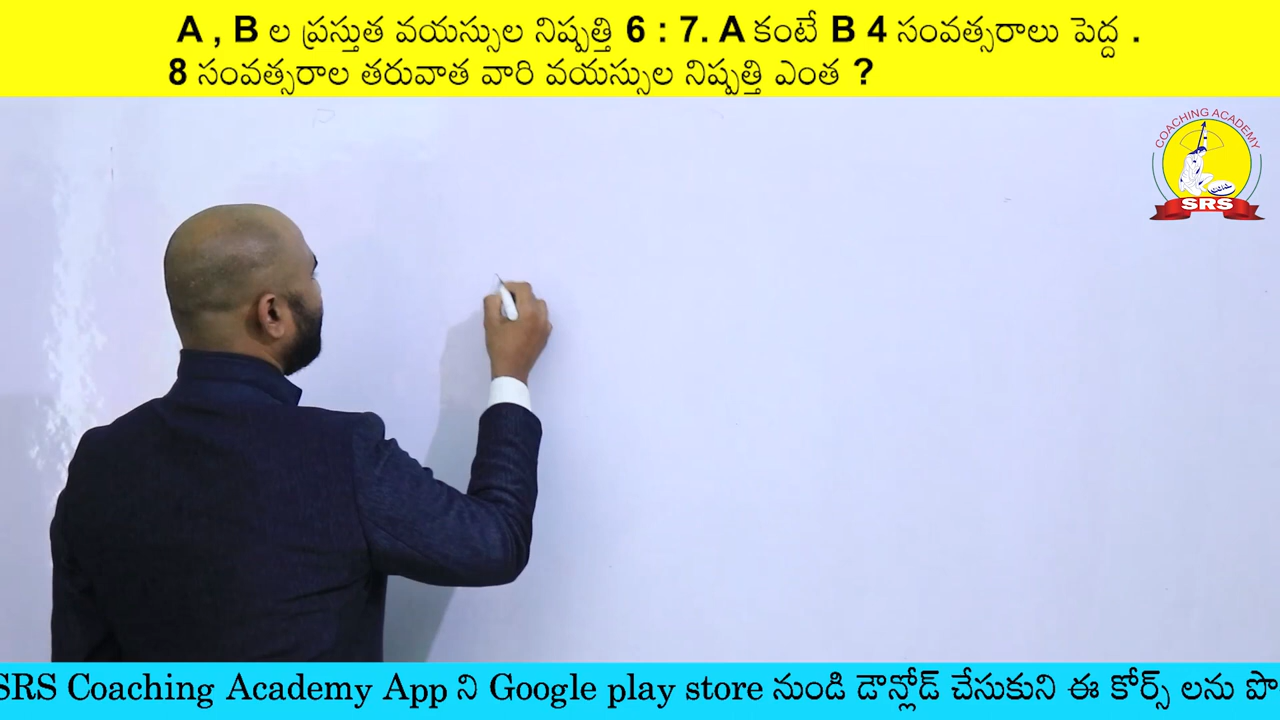 A , B ల ప్రస్తుత వయస్సుల నిష్పత్తి 6 : 7. A కంటే B 4 సంవత్సరాలు పెద్ద .
8 సంవత్సరాల తరువాత వారి వయస్సుల నిష్పత్తి ఎంత ?
COACHING ACADEMY
SRS
SRS Coaching Academy App ని Google play store నుండి డౌన్లోడ్ చేసుకుని ఈ కోర్స్ లను పొ